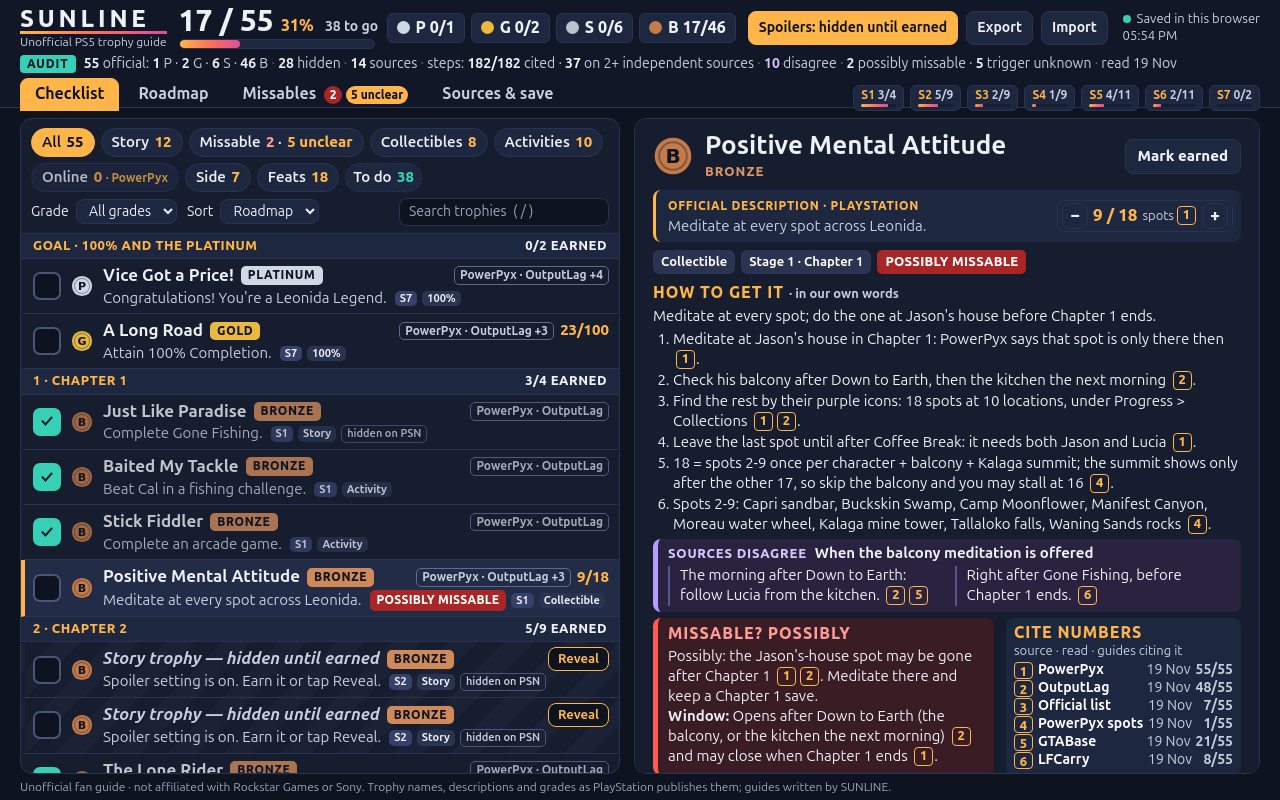 SUNLINE
Unofficial PS5 trophy guide
17 / 55 31% 38 to go
P 0/1
G 0/2
S 0/6
B 17/46
Spoilers: hidden until earned
Export
Import
Saved in this browser
05:54 PM
AUDIT 55 official: 1 P · 2 G · 6 S · 46 B · 28 hidden · 14 sources · steps: 182/182 cited · 37 on 2+ independent sources · 10 disagree · 2 possibly missable · 5 trigger unknown · read 19 Nov
Checklist
Roadmap
Missables 2 5 unclear
Sources & save
S1 3/4
S2 5/9
S3 2/9
S4 1/9
S5 4/11
S6 2/11
S7 0/2
All 55
Story 12
Missable 2 · 5 unclear
Collectibles 8
Activities 10
Online 0 · PowerPyx
Side 7
Feats 18
To do 38
Grade All grades Sort Roadmap Search trophies (/)
GOAL · 100% AND THE PLATINUM 0/2 EARNED
P Vice Got a Price! PLATINUM PowerPyx · OutputLag +4
Congratulations! You're a Leonida Legend. S7 100%
G A Long Road GOLD PowerPyx · OutputLag +3 23/100
Attain 100% Completion. S7 100%
1 · CHAPTER 1 3/4 EARNED
B Just Like Paradise BRONZE PowerPyx · OutputLag
Complete Gone Fishing. S1 Story hidden on PSN
B Baited My Tackle BRONZE PowerPyx · OutputLag
Beat Cal in a fishing challenge. S1 Activity
B Stick Fiddler BRONZE PowerPyx · OutputLag
Complete an arcade game. S1 Activity
B Positive Mental Attitude BRONZE PowerPyx · OutputLag +3 9/18
Meditate at every spot across Leonida. POSSIBLY MISSABLE S1 Collectible
2 · CHAPTER 2 5/9 EARNED
B Story trophy — hidden until earned BRONZE Reveal
Spoiler setting is on. Earn it or tap Reveal. S2 Story hidden on PSN
B Story trophy — hidden until earned BRONZE Reveal
Spoiler setting is on. Earn it or tap Reveal. S2 Story hidden on PSN
The Lone Rider BRONZE PowerPyx · OutputLag
B Positive Mental Attitude
BRONZE
Mark earned
OFFICIAL DESCRIPTION · PLAYSTATION
Meditate at every spot across Leonida.
− 9 / 18 spots 1 +
Collectible
Stage 1 · Chapter 1
POSSIBLY MISSABLE
HOW TO GET IT · in our own words
Meditate at every spot; do the one at Jason's house before Chapter 1 ends.
1. Meditate at Jason's house in Chapter 1: PowerPyx says that spot is only there then
1.
2. Check his balcony after Down to Earth, then the kitchen the next morning 2.
3. Find the rest by their purple icons: 18 spots at 10 locations, under Progress >
Collections 1 2.
4. Leave the last spot until after Coffee Break: it needs both Jason and Lucia 1.
5. 18 = spots 2-9 once per character + balcony + Kalaga summit; the summit shows only
after the other 17, so skip the balcony and you may stall at 16 4.
6. Spots 2-9: Capri sandbar, Buckskin Swamp, Camp Moonflower, Manifest Canyon,
Moreau water wheel, Kalaga mine tower, Tallaloko falls, Waning Sands rocks 4.
SOURCES DISAGREE When the balcony meditation is offered
The morning after Down to Earth:
follow Lucia from the kitchen. 2 5
Right after Gone Fishing, before
Chapter 1 ends. 6
MISSABLE? POSSIBLY
Possibly: the Jason's-house spot may be gone
after Chapter 1 1 2. Meditate there and
keep a Chapter 1 save.
Window: Opens after Down to Earth (the
balcony, or the kitchen the next morning) 2
and may close when Chapter 1 ends 1.
CITE NUMBERS
source · read · guides citing it
1 PowerPyx 19 Nov 55/55
2 OutputLag 19 Nov 48/55
3 Official list 19 Nov 7/55
4 PowerPyx spots 19 Nov 1/55
5 GTABase 19 Nov 21/55
6 LFCarry 19 Nov 8/55
Unofficial fan guide · not affiliated with Rockstar Games or Sony. Trophy names, descriptions and grades as PlayStation publishes them; guides written by SUNLINE.